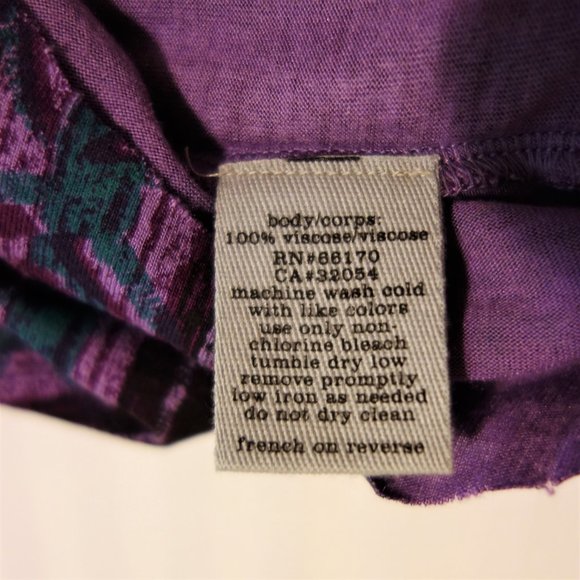 body/corps:
100% viscose/viscose
RN#66170
CA#32054
machine wash cold
with like colors
use only non-
chlorine bleach
tumble dry low
remove promptly
low iron as needed
do not dry clean
french on reverse